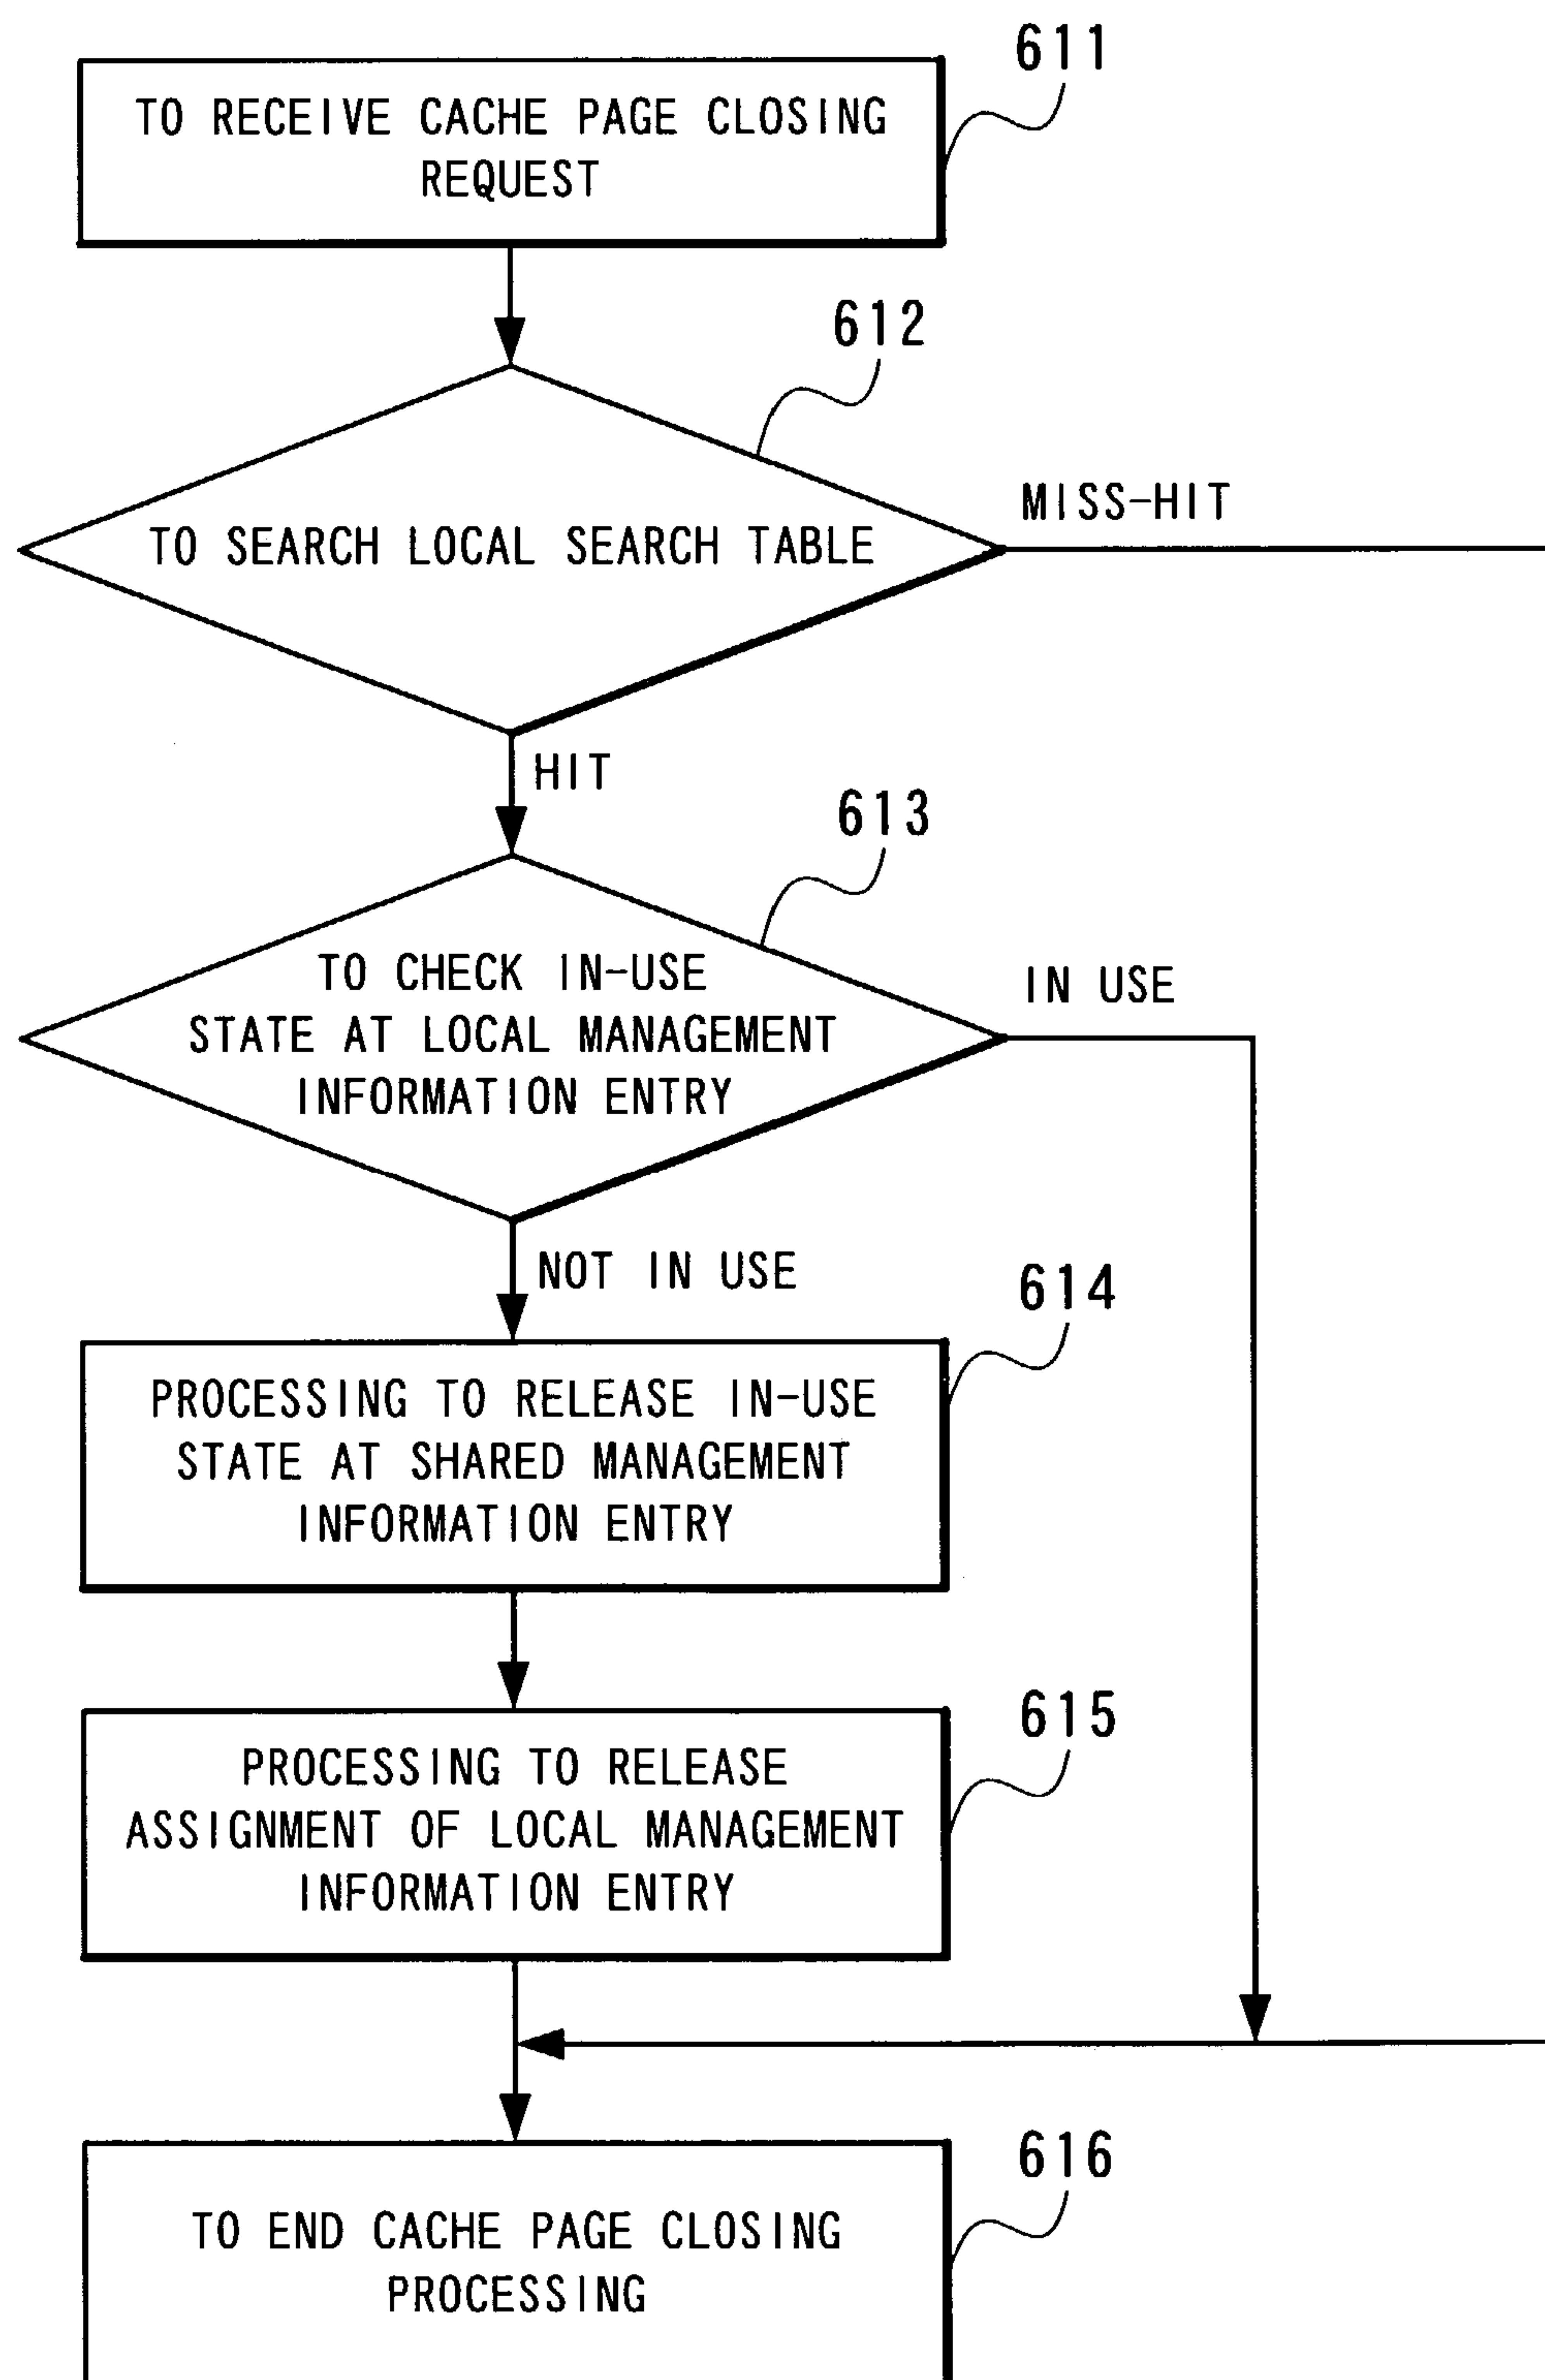 611
TO RECEIVE CACHE PAGE CLOSING
REQUEST
612
MISS-HIT
TO SEARCH LOCAL SEARCH TABLE
HIT
613
TO CHECK IN-USE
STATE AT LOCAL MANAGEMENT
INFORMATION ENTRY
IN USE
NOT IN USE
614
PROCESSING TO RELEASE IN-USE
STATE AT SHARED MANAGEMENT
INFORMATION ENTRY
615
PROCESSING TO RELEASE
ASSIGNMENT OF LOCAL MANAGEMENT
INFORMATION ENTRY
616
TO END CACHE PAGE CLOSING
PROCESSING